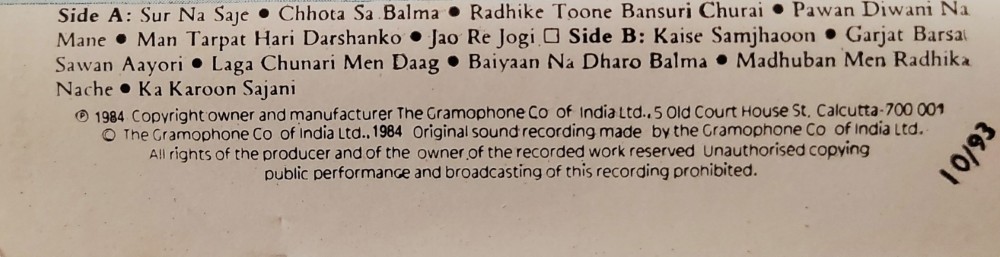 Side A: Sur Na Saje ● Chhota Sa Balma ● Radhike Toone Bansuri Churai ● Pawan Diwani Na
Mane ● Man Tarpat Hari Darshanko ● Jao Re Jogi □ Side B: Kaise Samjhaoon ● Garjat Barsat
Sawan Aayori ● Laga Chunari Men Daag ● Baiyaan Na Dharo Balma ● Madhuban Men Radhika
Nache ● Ka Karoon Sajani
℗ 1984 Copyright owner and manufacturer The Gramophone Co of India Ltd., 5 Old Court House St, Calcutta-700 001
© The Gramophone Co of India Ltd., 1984 Original sound recording made by the Gramophone Co of India Ltd.
All rights of the producer and of the owner of the recorded work reserved Unauthorised copying
public performance and broadcasting of this recording prohibited.
10/93